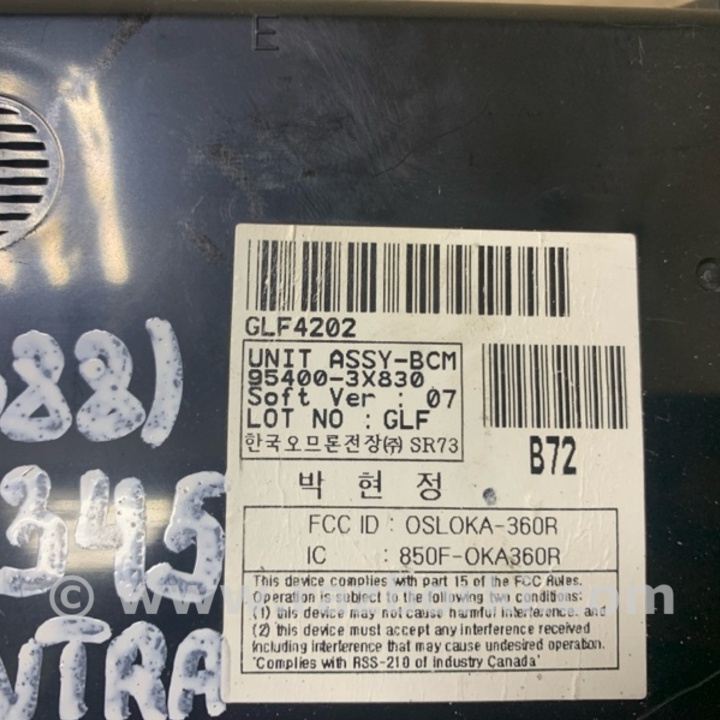 E
GLF4202
UNIT ASSY-BCM
95400-3X830
Soft Ver : 07
LOT NO : GLF
한국오므론전장(주) SR73
B72
박 현 정
FCC ID : OSLOKA-360R
IC : 850F-OKA360R
This device complies with part 15 of the FCC Rules.
Operation is subject to the following two conditions:
(1) this device may not cause harmful interference, and
(2) this device must accept any interference received
including interference that may cause undesired operation.
"Complies with RSS-210 of Industry Canada"
881)
345
NTRA